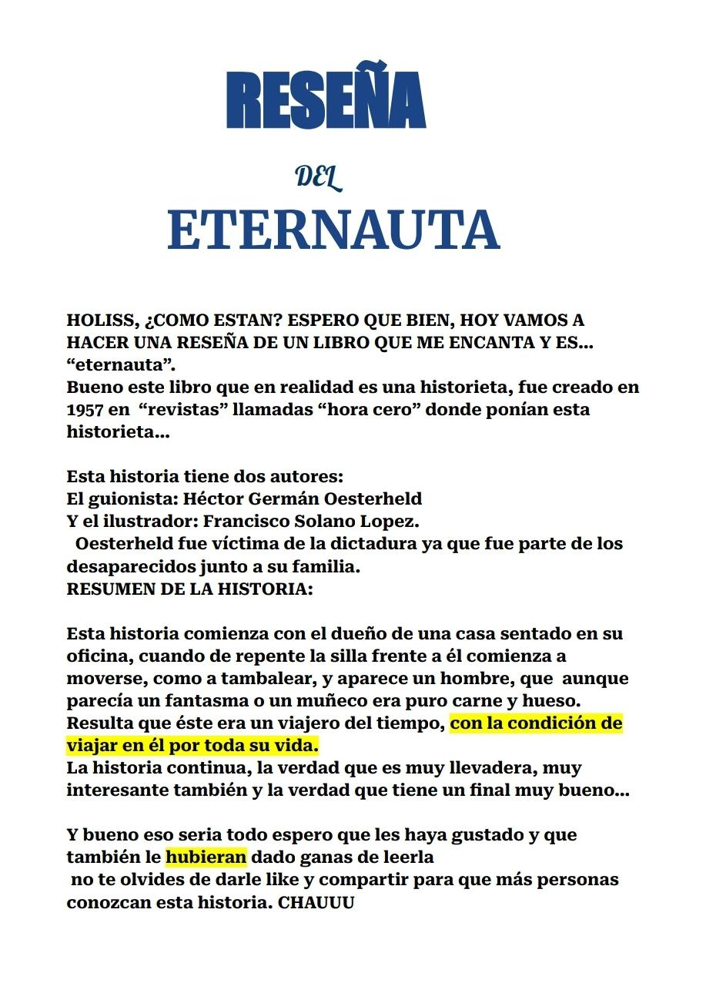 RESEÑA
DEL
ETERNAUTA
HOLISS, ¿COMO ESTAN? ESPERO QUE BIEN, HOY VAMOS A
HACER UNA RESEÑA DE UN LIBRO QUE ME ENCANTA Y ES...
“eternauta”.
Bueno este libro que en realidad es una historieta, fue creado en
1957 en  “revistas” llamadas “hora cero” donde ponían esta
historieta...
Esta historia tiene dos autores:
El guionista: Héctor Germán Oesterheld
Y el ilustrador: Francisco Solano Lopez.
Oesterheld fue víctima de la dictadura ya que fue parte de los
desaparecidos junto a su familia.
RESUMEN DE LA HISTORIA:
Esta historia comienza con el dueño de una casa sentado en su
oficina, cuando de repente la silla frente a él comienza a
moverse, como a tambalear, y aparece un hombre, que  aunque
parecía un fantasma o un muñeco era puro carne y hueso.
Resulta que éste era un viajero del tiempo, con la condición de
viajar en él por toda su vida.
La historia continua, la verdad que es muy llevadera, muy
interesante también y la verdad que tiene un final muy bueno...
Y bueno eso seria todo espero que les haya gustado y que
también le hubieran dado ganas de leerla
no te olvides de darle like y compartir para que más personas
conozcan esta historia. CHAUUU